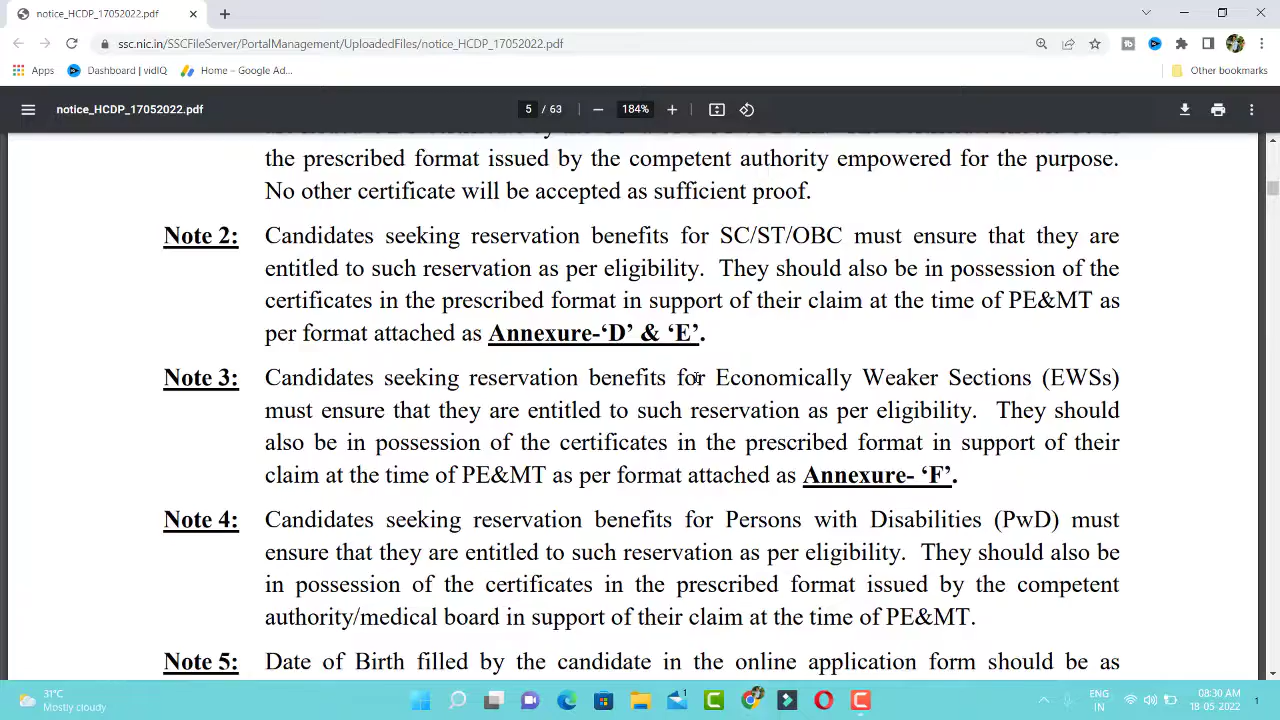 notice_HCDP_17052022.pdf
ssc.nic.in/SSCFileServer/PortalManagement/UploadedFiles/notice_HCDP_17052022.pdf
Apps Dashboard | vidIQ Home – Google Ad... Other bookmarks
notice_HCDP_17052022.pdf 5 / 63 184%
the prescribed format issued by the competent authority empowered for the purpose.
No other certificate will be accepted as sufficient proof.
Note 2: Candidates seeking reservation benefits for SC/ST/OBC must ensure that they are
entitled to such reservation as per eligibility. They should also be in possession of the
certificates in the prescribed format in support of their claim at the time of PE&MT as
per format attached as Annexure-‘D’ & ‘E’.
Note 3: Candidates seeking reservation benefits for Economically Weaker Sections (EWSs)
must ensure that they are entitled to such reservation as per eligibility. They should
also be in possession of the certificates in the prescribed format in support of their
claim at the time of PE&MT as per format attached as Annexure- ‘F’.
Note 4: Candidates seeking reservation benefits for Persons with Disabilities (PwD) must
ensure that they are entitled to such reservation as per eligibility. They should also be
in possession of the certificates in the prescribed format issued by the competent
authority/medical board in support of their claim at the time of PE&MT.
Note 5: Date of Birth filled by the candidate in the online application form should be as
31°C
Mostly cloudy
ENG
IN
08:30 AM
18-05-2022
1